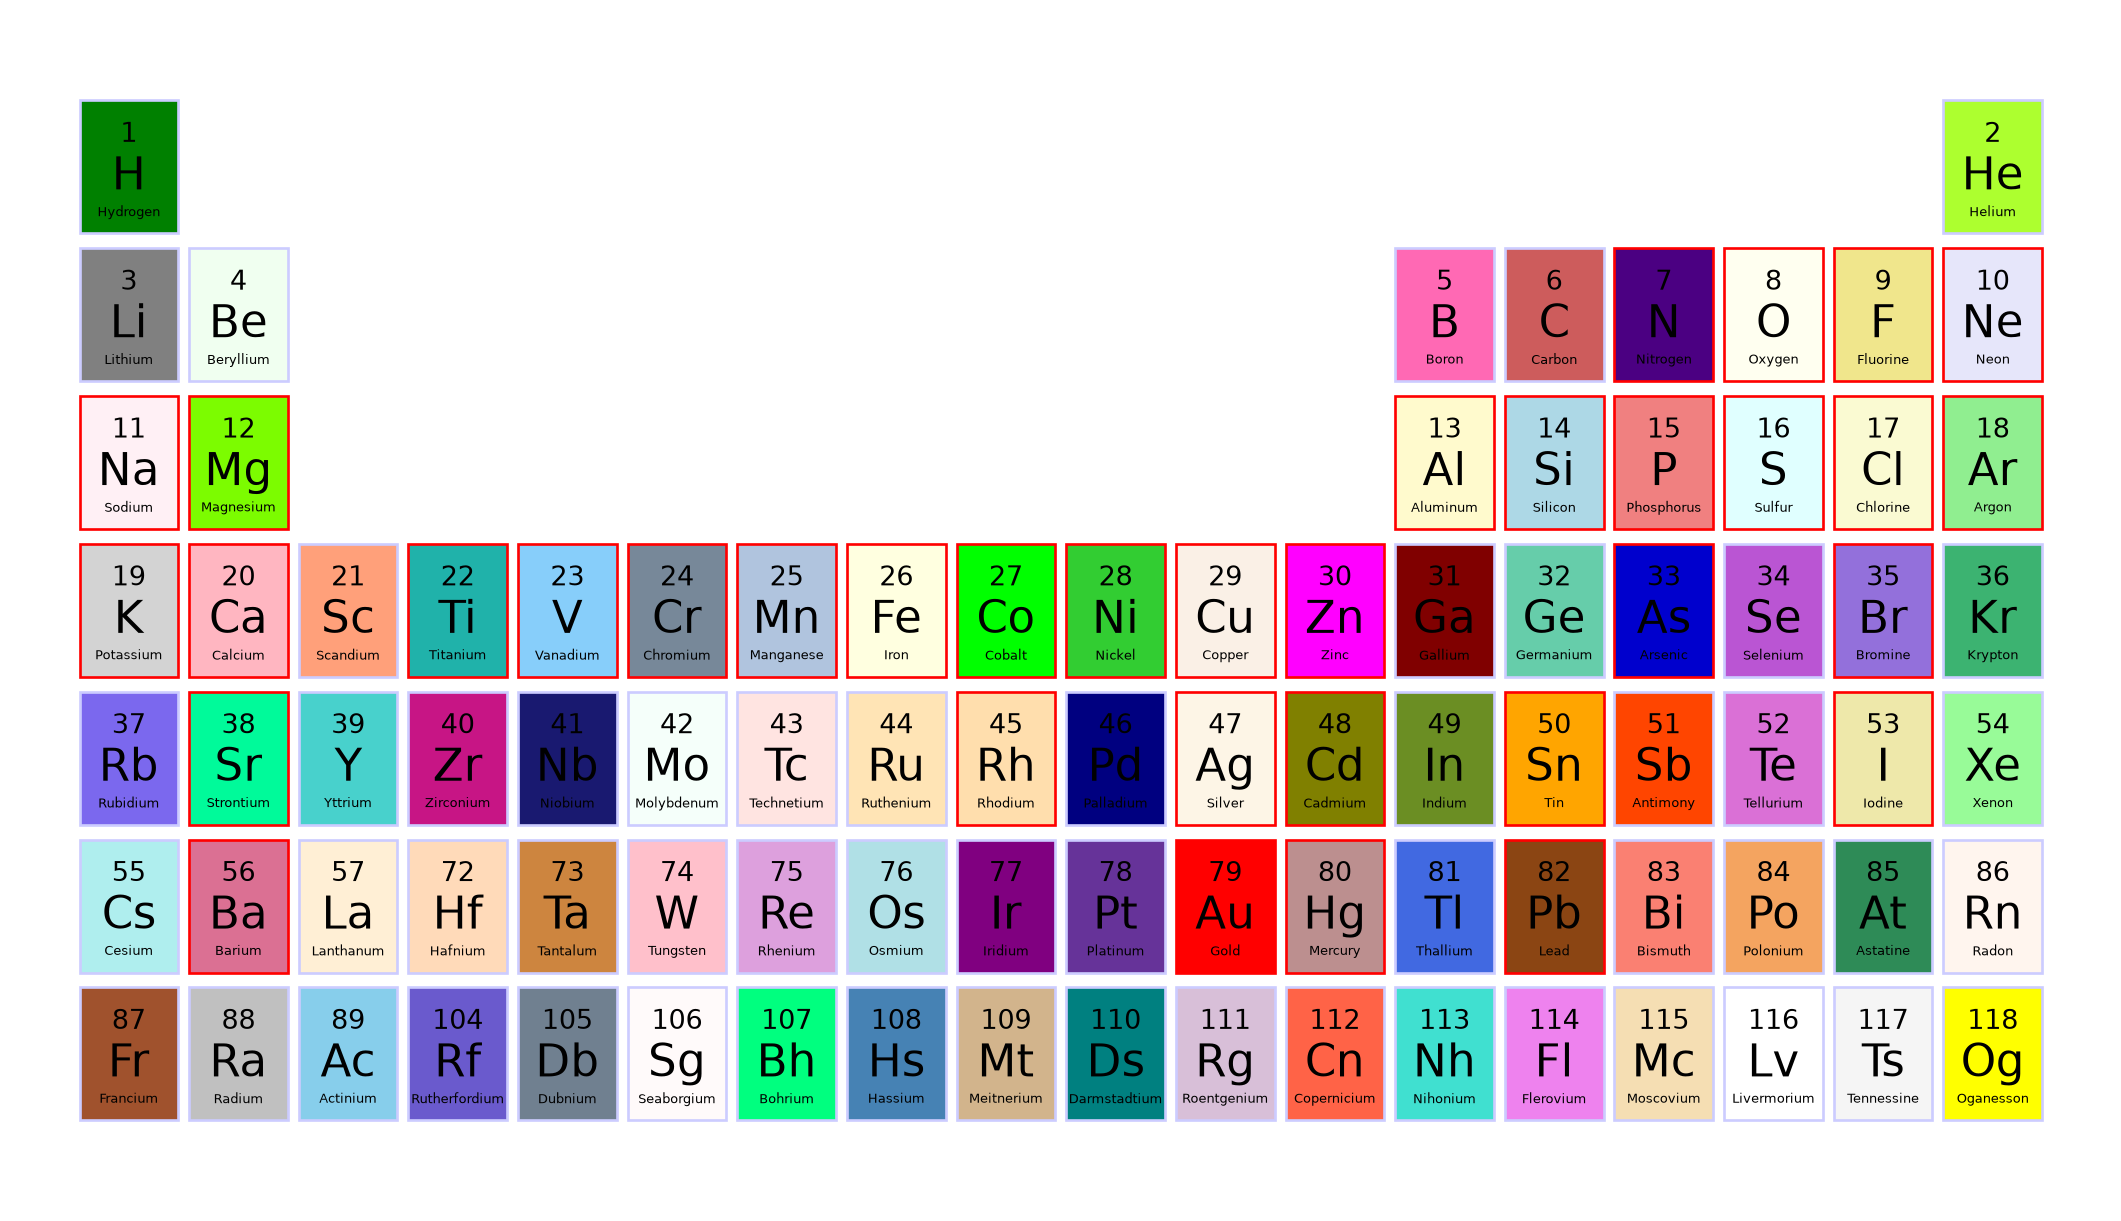 1
H
Hydrogen
2
He
Helium
3
Li
Lithium
4
Be
Beryllium
5
B
Boron
6
C
Carbon
7
N
Nitrogen
8
O
Oxygen
9
F
Fluorine
10
Ne
Neon
11
Na
Sodium
12
Mg
Magnesium
13
Al
Aluminum
14
Si
Silicon
15
P
Phosphorus
16
S
Sulfur
17
Cl
Chlorine
18
Ar
Argon
19
K
Potassium
20
Ca
Calcium
21
Sc
Scandium
22
Ti
Titanium
23
V
Vanadium
24
Cr
Chromium
25
Mn
Manganese
26
Fe
Iron
27
Co
Cobalt
28
Ni
Nickel
29
Cu
Copper
30
Zn
Zinc
31
Ga
Gallium
32
Ge
Germanium
33
As
Arsenic
34
Se
Selenium
35
Br
Bromine
36
Kr
Krypton
37
Rb
Rubidium
38
Sr
Strontium
39
Y
Yttrium
40
Zr
Zirconium
41
Nb
Niobium
42
Mo
Molybdenum
43
Tc
Technetium
44
Ru
Ruthenium
45
Rh
Rhodium
46
Pd
Palladium
47
Ag
Silver
48
Cd
Cadmium
49
In
Indium
50
Sn
Tin
51
Sb
Antimony
52
Te
Tellurium
53
I
Iodine
54
Xe
Xenon
55
Cs
Cesium
56
Ba
Barium
57
La
Lanthanum
72
Hf
Hafnium
73
Ta
Tantalum
74
W
Tungsten
75
Re
Rhenium
76
Os
Osmium
77
Ir
Iridium
78
Pt
Platinum
79
Au
Gold
80
Hg
Mercury
81
Tl
Thallium
82
Pb
Lead
83
Bi
Bismuth
84
Po
Polonium
85
At
Astatine
86
Rn
Radon
87
Fr
Francium
88
Ra
Radium
89
Ac
Actinium
104
Rf
Rutherfordium
105
Db
Dubnium
106
Sg
Seaborgium
107
Bh
Bohrium
108
Hs
Hassium
109
Mt
Meitnerium
110
Ds
Darmstadtium
111
Rg
Roentgenium
112
Cn
Copernicium
113
Nh
Nihonium
114
Fl
Flerovium
115
Mc
Moscovium
116
Lv
Livermorium
117
Ts
Tennessine
118
Og
Oganesson